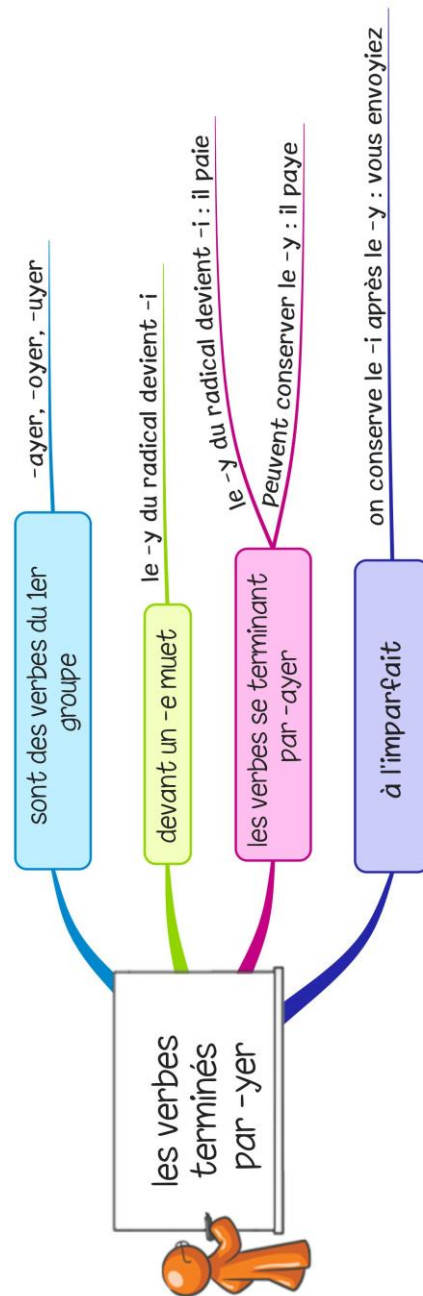 les verbes
terminés
par -yer
sont des verbes du 1er
groupe
-ayer, -oyer, -uyer
devant un -e muet
le -y du radical devient -i
les verbes se terminant
par -ayer
le -y du radical devient -i : il paie
Peuvent conserver le -y : il paye
à l'imparfait
on conserve le -i après le -y : vous envoyiez